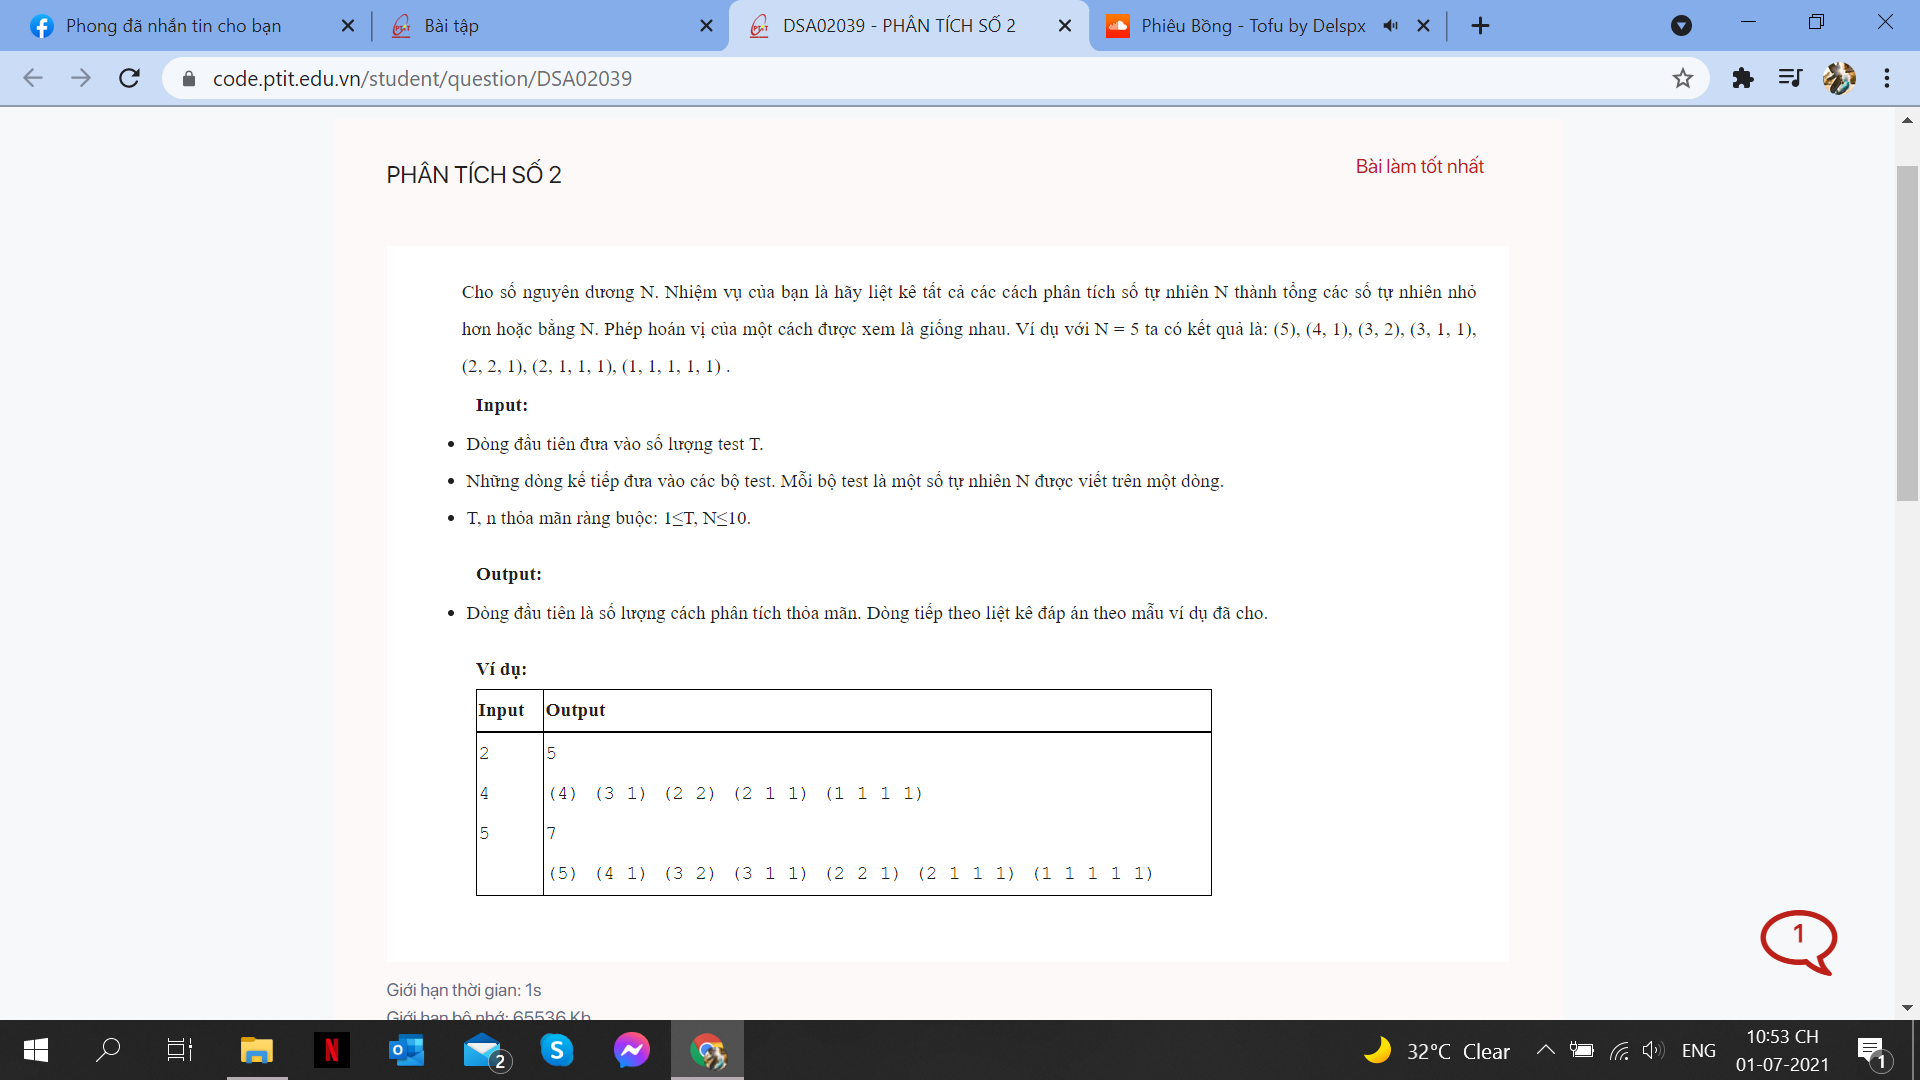 Phong đã nhắn tin cho bạn
Bài tập
DSA02039 - PHÂN TÍCH SỐ 2
Phiêu Bồng - Tofu by Delspx
code.ptit.edu.vn/student/question/DSA02039
PHÂN TÍCH SỐ 2
Bài làm tốt nhất
Cho số nguyên dương N. Nhiệm vụ của bạn là hãy liệt kê tất cả các cách phân tích số tự nhiên N thành tổng các số tự nhiên nhỏ
hơn hoặc bằng N. Phép hoán vị của một cách được xem là giống nhau. Ví dụ với N = 5 ta có kết quả là: (5), (4, 1), (3, 2), (3, 1, 1),
(2, 2, 1), (2, 1, 1, 1), (1, 1, 1, 1, 1) .
Input:
• Dòng đầu tiên đưa vào số lượng test T.
• Những dòng kế tiếp đưa vào các bộ test. Mỗi bộ test là một số tự nhiên N được viết trên một dòng.
• T, n thỏa mãn ràng buộc: 1≤T, N≤10.
Output:
• Dòng đầu tiên là số lượng cách phân tích thỏa mãn. Dòng tiếp theo liệt kê đáp án theo mẫu ví dụ đã cho.
Ví dụ:
Input Output
2 5
4 (4) (3 1) (2 2) (2 1 1) (1 1 1 1)
5 7
(5) (4 1) (3 2) (3 1 1) (2 2 1) (2 1 1 1) (1 1 1 1 1)
1
Giới hạn thời gian: 1s
Giới hạn bộ nhớ: 65536 Kb
2
32°C Clear
ENG
10:53 CH
01-07-2021
1